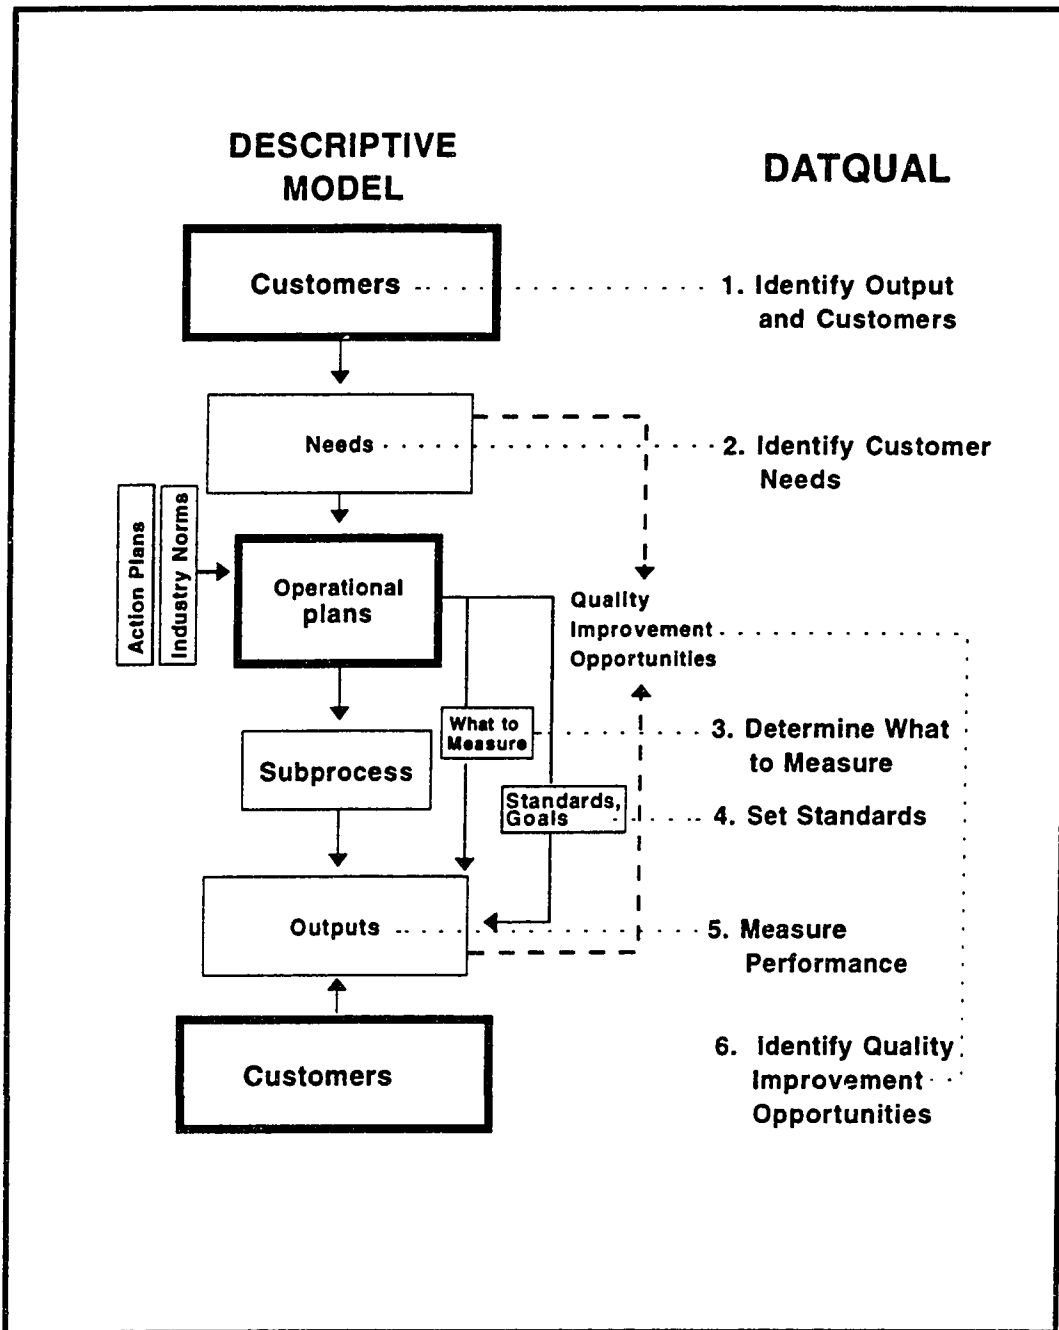 DESCRIPTIVE
MODEL
DATQUAL
Customers
1. Identify Output
and Customers
Needs
2. Identify Customer
Needs
Action Plans
Industry Norms
Operational
plans
Quality
Improvement
Opportunities
What to
Measure
3. Determine What
to Measure
Subprocess
Standards,
Goals
4. Set Standards
Outputs
5. Measure
Performance
Customers
6. Identify Quality
Improvement
Opportunities